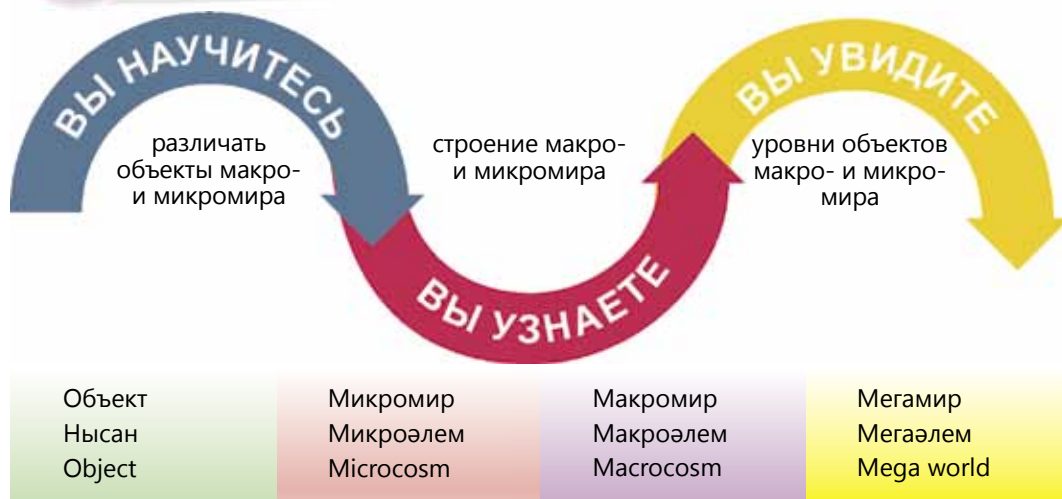 ВЫ НАУЧИТЕСЬ
различать
объекты макро-
и микромира
ВЫ УЗНАЕТЕ
строение макро-
и микромира
ВЫ УВИДИТЕ
уровни объектов
макро- и микро-
мира
Объект
Нысан
Object
Микромир
Микроәлем
Microcosm
Макромир
Макроәлем
Macrocosm
Мегамир
Мегаәлем
Mega world